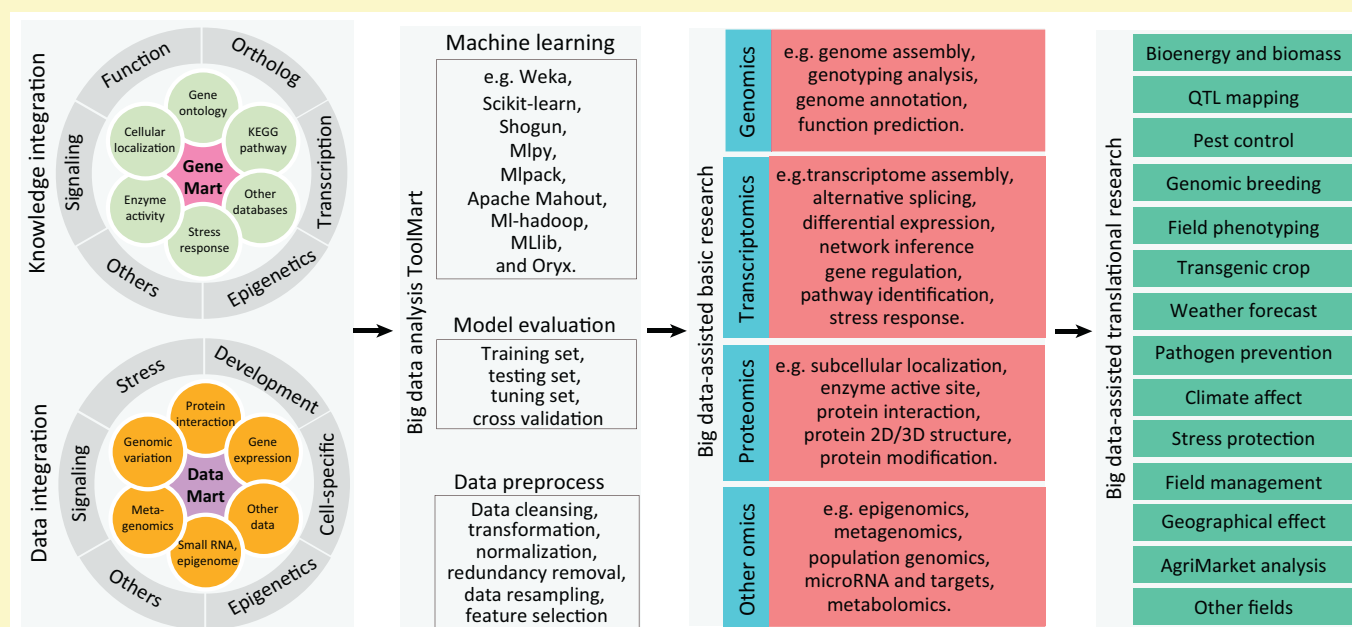 Knowledge integration
Function
Ortholog
Signaling
Transcription
Others
Epigenetics
Gene
ontology
Cellular
localization
KEGG
pathway
Gene
Mart
Enzyme
activity
Other
databases
Stress
response
Data integration
Stress
Development
Signaling
Cell-specific
Others
Epigenetics
Protein
interaction
Genomic
variation
Gene
expression
Data
Mart
Meta-
genomics
Other
data
Small RNA,
epigenome
Big data analysis ToolMart
Machine learning
e.g. Weka,
Scikit-learn,
Shogun,
Mlpy,
Mlpack,
Apache Mahout,
Ml-hadoop,
MLlib,
and Oryx.
Model evaluation
Training set,
testing set,
tuning set,
cross validation
Data preprocess
Data cleansing,
transformation,
normalization,
redundancy removal,
data resampling,
feature selection
Big data-assisted basic research
Genomics
e.g. genome assembly,
genotyping analysis,
genome annotation,
function prediction.
Transcriptomics
e.g.transcriptome assembly,
alternative splicing,
differential expression,
network inference
gene regulation,
pathway identification,
stress response.
Proteomics
e.g. subcellular localization,
enzyme active site,
protein interaction,
protein 2D/3D structure,
protein modification.
Other omics
e.g. epigenomics,
metagenomics,
population genomics,
microRNA and targets,
metabolomics.
Big data-assisted translational research
Bioenergy and biomass
QTL mapping
Pest control
Genomic breeding
Field phenotyping
Transgenic crop
Weather forecast
Pathogen prevention
Climate affect
Stress protection
Field management
Geographical effect
AgriMarket analysis
Other fields